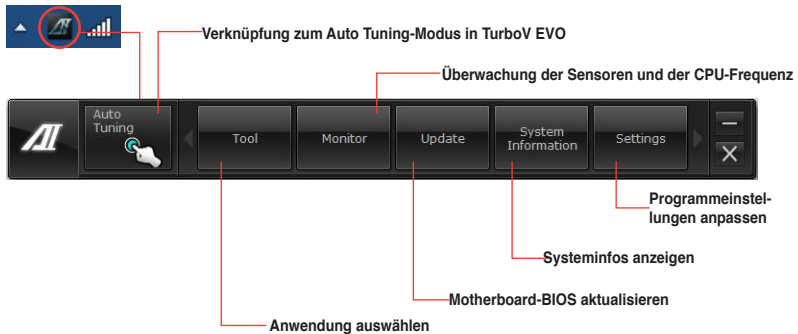 Verknüpfung zum Auto Tuning-Modus in TurboV EVO
Überwachung der Sensoren und der CPU-Frequenz
Auto
Tuning
Tool
Monitor
Update
System
Information
Settings
Programmeinstel-
lungen anpassen
Systeminfos anzeigen
Motherboard-BIOS aktualisieren
Anwendung auswählen